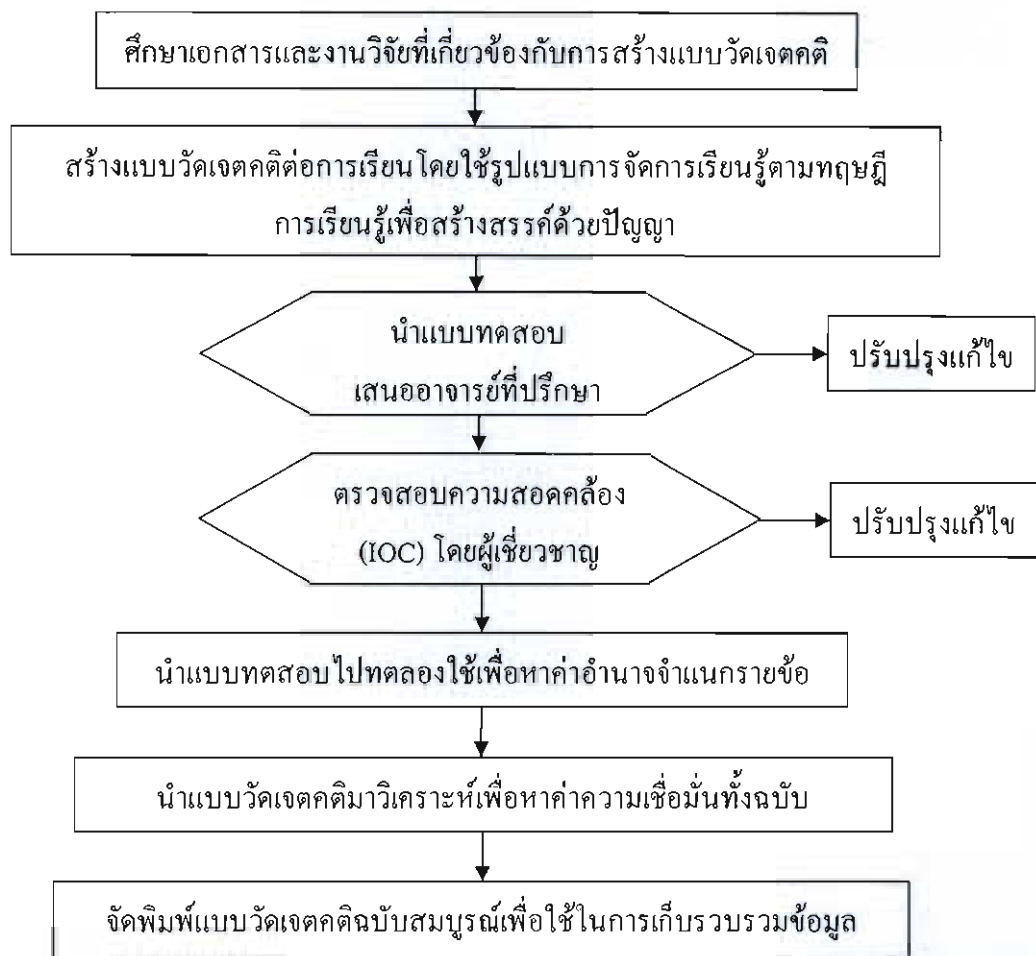 ศึกษาเอกสารและงานวิจัยที่เกี่ยวข้องกับการสร้างแบบวัดเจตคติ
สร้างแบบวัดเจตคติต่อการเรียนโดยใช้รูปแบบการจัดการเรียนรู้ตามทฤษฎี
การเรียนรู้เพื่อสร้างสรรค์ด้วยปัญญา
นำแบบทดสอบ
เสนออาจารย์ที่ปรึกษา
ปรับปรุงแก้ไข
ตรวจสอบความสอดคล้อง
(IOC) โดยผู้เชี่ยวชาญ
ปรับปรุงแก้ไข
นำแบบทดสอบไปทดลองใช้เพื่อหาค่าอำนาจจำแนกรายข้อ
นำแบบวัดเจตคติมาวิเคราะห์เพื่อหาค่าความเชื่อมั่นทั้งฉบับ
จัดพิมพ์แบบวัดเจตคติฉบับสมบูรณ์เพื่อใช้ในการเก็บรวบรวมข้อมูล